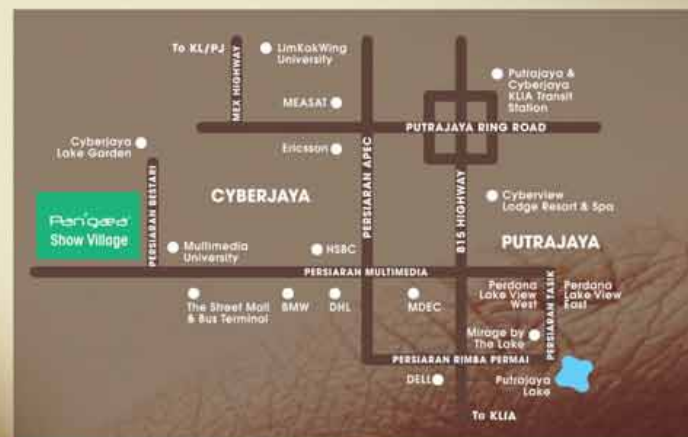 To KL/PJ
MEX HIGHWAY
LimKokWing
University
MEASAT
Putrajaya &
Cyberjaya
KLIA Transit
Station
PUTRAJAYA RING ROAD
Cyberjaya
Lake Garden
Ericsson
PERSIARAN APEC
PERSIARAN BESTARI
CYBERJAYA
B15 HIGHWAY
Cyberview
Lodge Resort & Spa
Pan'gaea
Show Village
Multimedia
University
HSBC
PUTRAJAYA
PERSIARAN MULTIMEDIA
The Street Mall
& Bus Terminal
BMW
DHL
MDEC
Perdana
Lake View
West
PERSIARAN TASIK
Perdana
Lake View
East
Mirage by
The Lake
PERSIARAN RIMBA PERMAI
DELL
Putrajaya
Lake
To KLIA